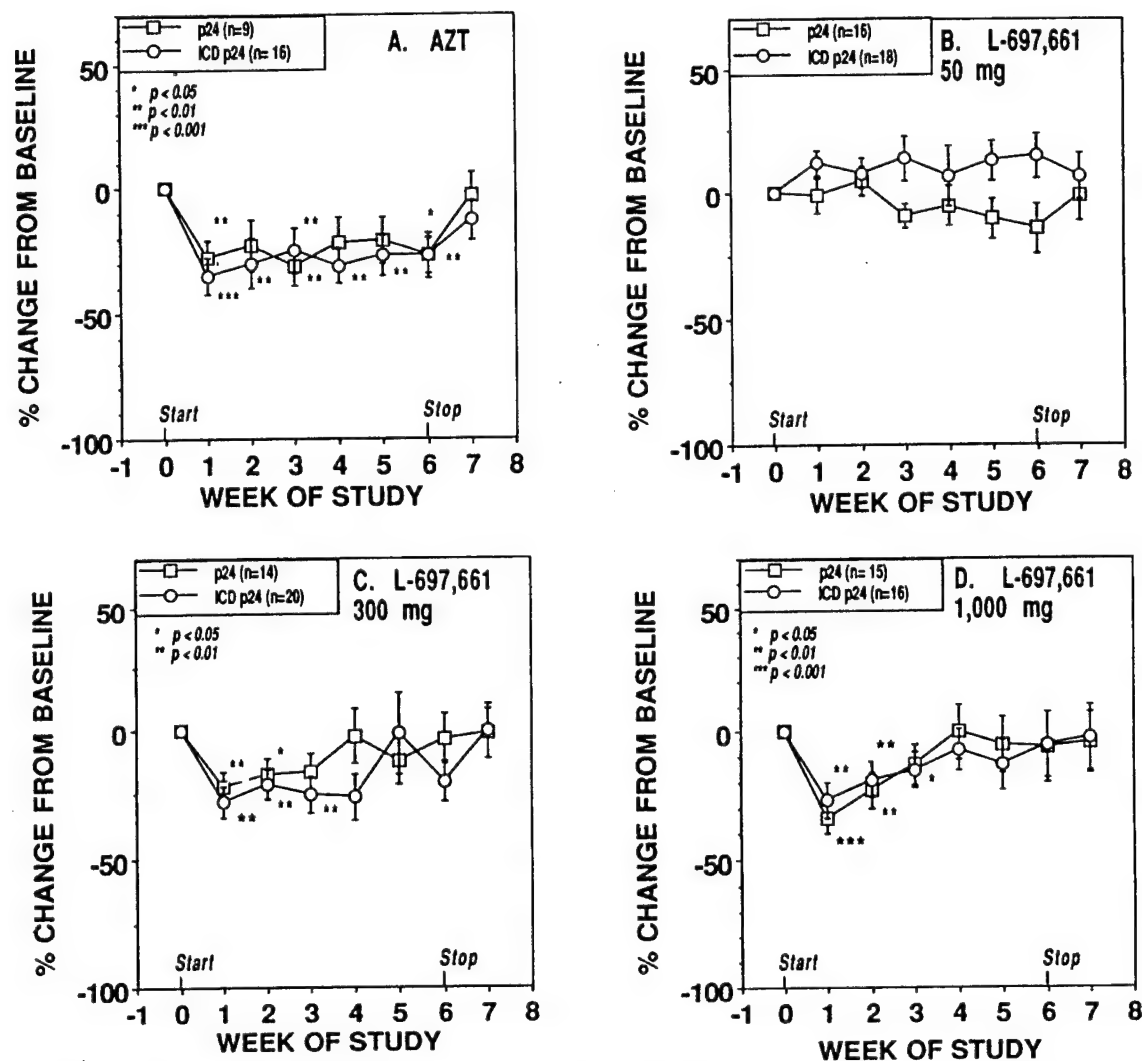 p24 (n=9)
ICD p24 (n= 16)
A. AZT
* p < 0.05
** p < 0.01
*** p < 0.001
50
0
-50
-100
% CHANGE FROM BASELINE
** ** *
*** ** ** ** ** **
Start
Stop
-1 0 1 2 3 4 5 6 7 8
WEEK OF STUDY
p24 (n=16)
ICD p24 (n=18)
B. L-697,661
50 mg
50
0
-50
-100
% CHANGE FROM BASELINE
Start
Stop
-1 0 1 2 3 4 5 6 7 8
WEEK OF STUDY
p24 (n=14)
ICD p24 (n=20)
C. L-697,661
300 mg
* p < 0.05
** p < 0.01
50
0
-50
-100
% CHANGE FROM BASELINE
** *
** ** **
Start
Stop
-1 0 1 2 3 4 5 6 7 8
WEEK OF STUDY
p24 (n= 15)
ICD p24 (n=16)
D. L-697,661
1,000 mg
* p < 0.05
** p < 0.01
*** p < 0.001
50
0
-50
-100
% CHANGE FROM BASELINE
** **
*** ** *
Start
Stop
-1 0 1 2 3 4 5 6 7 8
WEEK OF STUDY